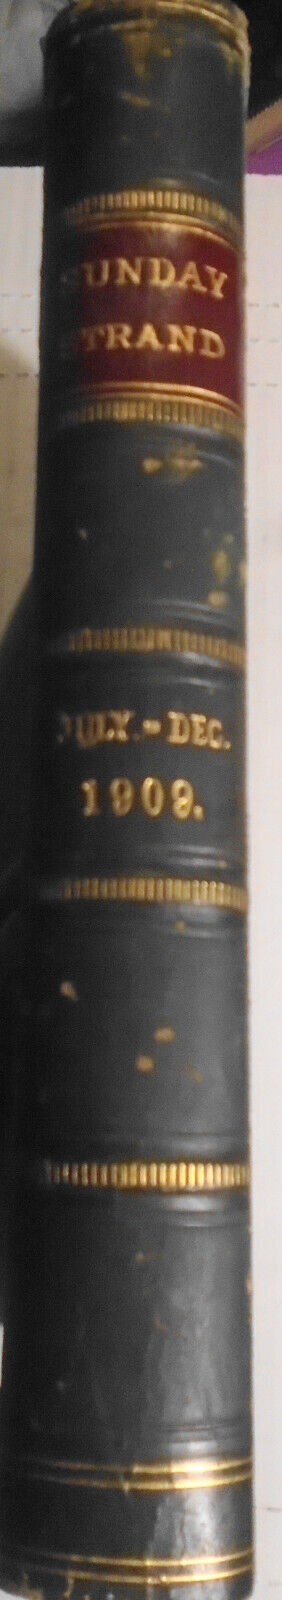 SUNDAY
STRAND
JULY.-DEC.
1909.